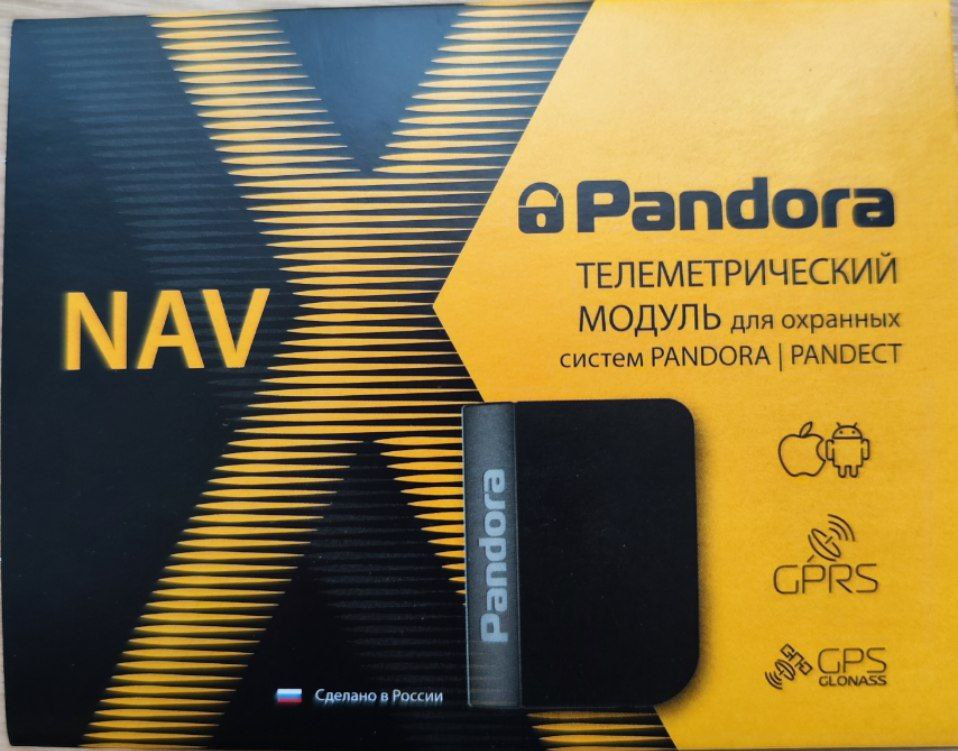 Pandora
ТЕЛЕМЕТРИЧЕСКИЙ
МОДУЛЬ для охранных
систем PANDORA | PANDECT
NAV X
Pandora
GPRS
GPS
GLONASS
Сделано в России